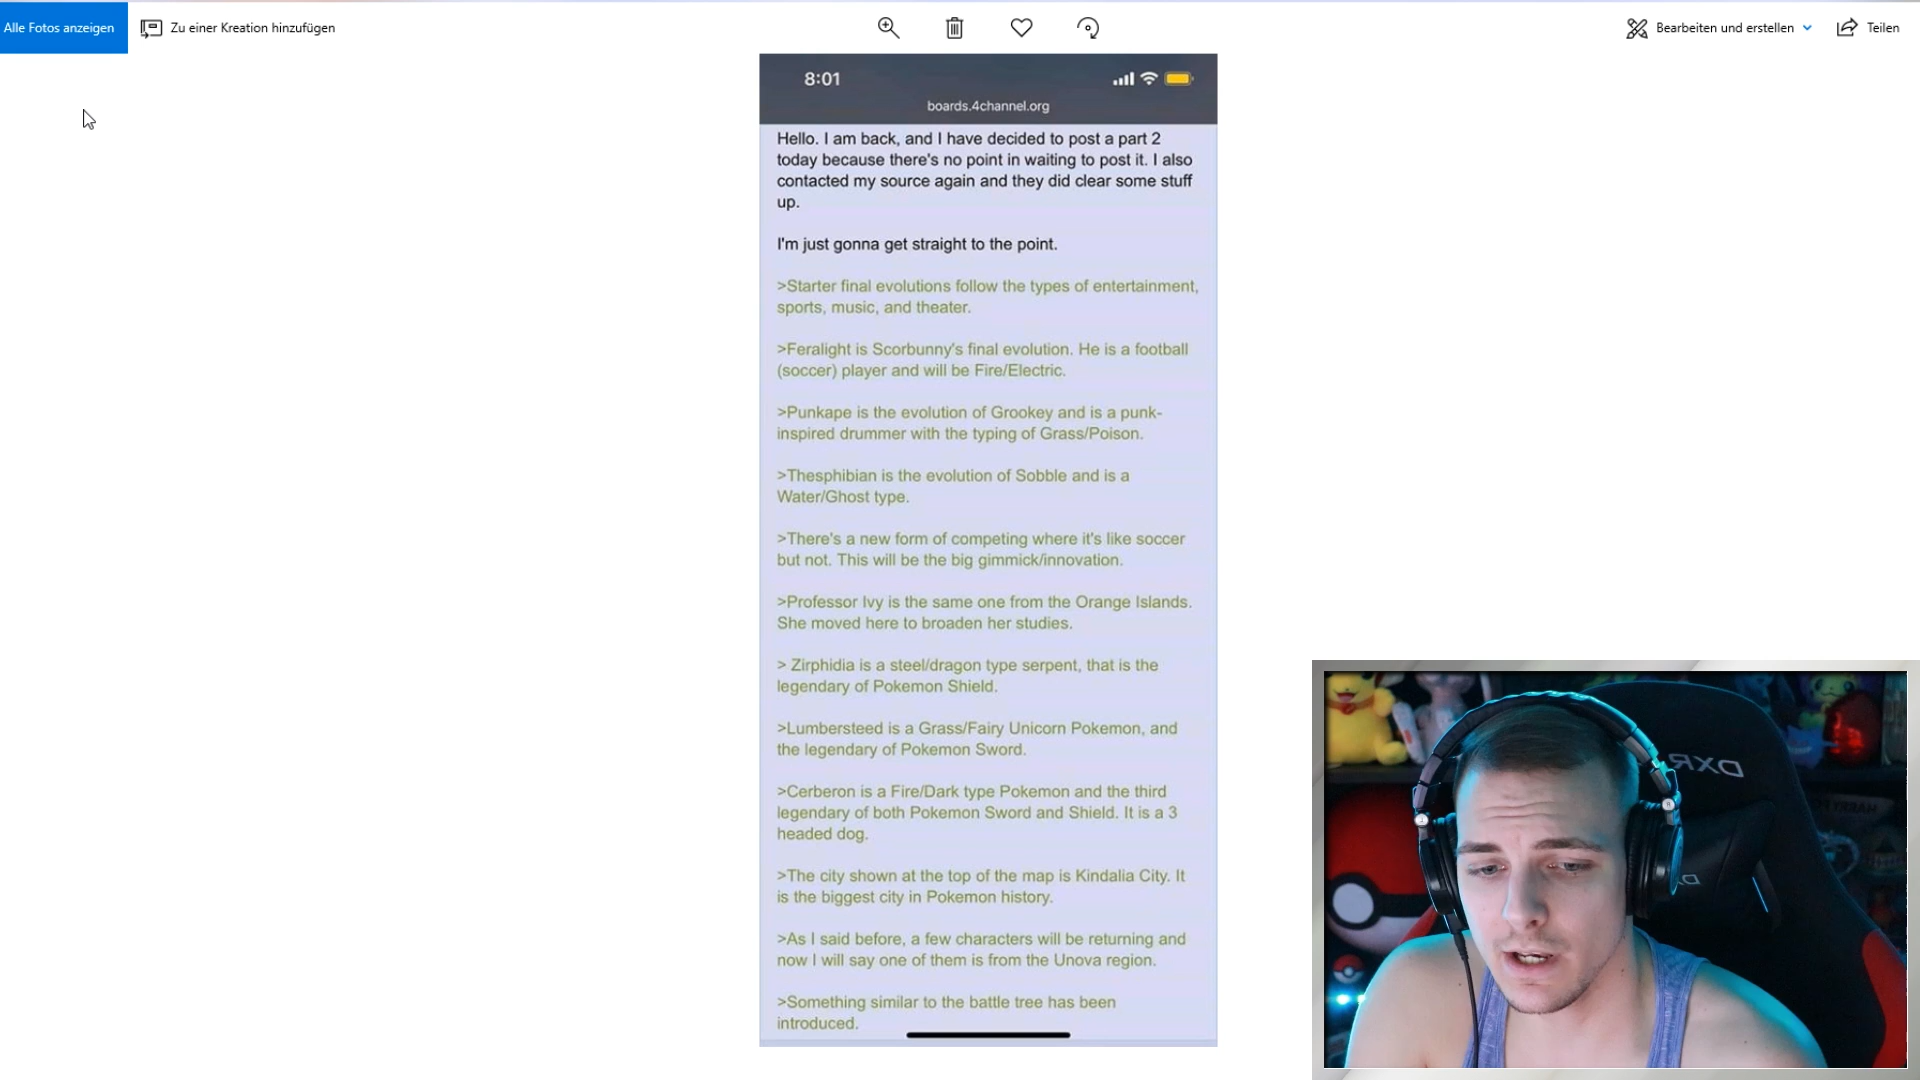 Alle Fotos anzeigen
Zu einer Kreation hinzufügen
Bearbeiten und erstellen
Teilen
8:01
boards.4channel.org
Hello. I am back, and I have decided to post a part 2
today because there's no point in waiting to post it. I also
contacted my source again and they did clear some stuff
up.
I'm just gonna get straight to the point.
>Starter final evolutions follow the types of entertainment,
sports, music, and theater.
>Feralight is Scorbunny's final evolution. He is a football
(soccer) player and will be Fire/Electric.
>Punkape is the evolution of Grookey and is a punk-
inspired drummer with the typing of Grass/Poison.
>Thesphibian is the evolution of Sobble and is a
Water/Ghost type.
>There's a new form of competing where it's like soccer
but not. This will be the big gimmick/innovation.
>Professor Ivy is the same one from the Orange Islands.
She moved here to broaden her studies.
> Zirphidia is a steel/dragon type serpent, that is the
legendary of Pokemon Shield.
>Lumbersteed is a Grass/Fairy Unicorn Pokemon, and
the legendary of Pokemon Sword.
>Cerberon is a Fire/Dark type Pokemon and the third
legendary of both Pokemon Sword and Shield. It is a 3
headed dog.
>The city shown at the top of the map is Kindalia City. It
is the biggest city in Pokemon history.
>As I said before, a few characters will be returning and
now I will say one of them is from the Unova region.
>Something similar to the battle tree has been
introduced.
DXR